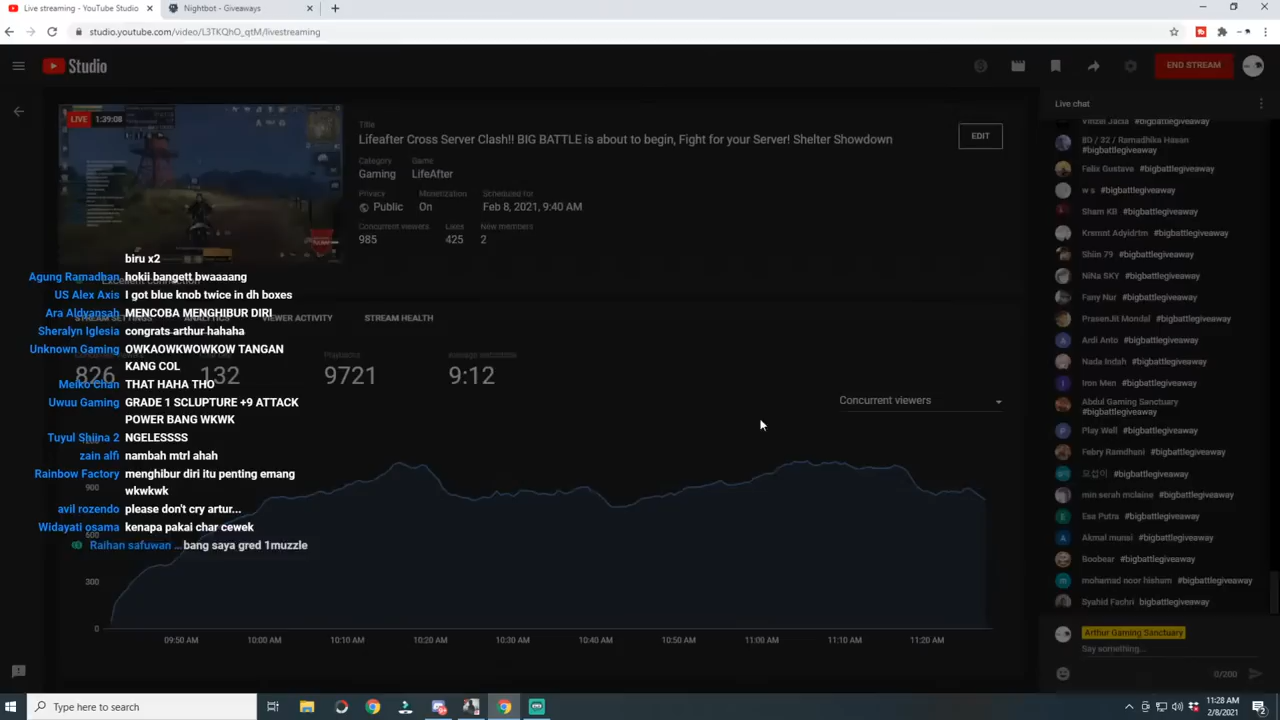 Live streaming - YouTube Studio
Nightbot - Giveaways
studio.youtube.com/video/L3TKQhO_qtM/livestreaming
Studio
END STREAM
LIVE 1:39:08
Title
Lifeafter Cross Server Clash!! BIG BATTLE is about to begin, Fight for your Server! Shelter Showdown
EDIT
Category
Game
Gaming
LifeAfter
Privacy
Monetization
Scheduled for
Public
On
Feb 8, 2021, 9:40 AM
Concurrent viewers
Likes
New members
985
425
2
biru x2
Agung Ramadhan hokii bangett bwaaaang
US Alex Axis I got blue knob twice in dh boxes
Ara Aldyansah MENCOBA MENGHIBUR DIRI
Sheralyn Iglesia congrats arthur hahaha
Unknown Gaming OWKAOWKWOWKOW TANGAN
KANG COL
Meiko Chan THAT HAHA THO
Uwuu Gaming GRADE 1 SCLUPTURE +9 ATTACK
POWER BANG WKWK
Tuyul Shiina 2 NGELESSSS
zain alfi nambah mtrl ahah
Rainbow Factory menghibur diri itu penting emang
wkwkwk
avil rozendo please don't cry artur...
Widayati osama kenapa pakai char cewek
Raihan safuwan ... bang saya gred 1muzzle
STREAM SETTINGS
ANALYTICS
VIEWER ACTIVITY
STREAM HEALTH
Playbacks
826
132
9721
9:12
Concurrent viewers
900
600
300
0
09:50 AM
10:00 AM
10:10 AM
10:20 AM
10:30 AM
10:40 AM
10:50 AM
11:00 AM
11:10 AM
11:20 AM
Live chat
8D / 32 / Ramadhika Hasan
#bigbattlegiveaway
Felix Gustave #bigbattlegiveaway
w s #bigbattlegiveaway
Sham Kll #bigbattlegiveaway
#bigbattlegiveaway
Shiin 79 #bigbattlegiveaway
NiNa SKY #bigbattlegiveaway
Fany Nur #bigbattlegiveaway
PrasenJit Mondal #bigbattlegiveaway
Ardi Anto #bigbattlegiveaway
Nada Indah #bigbattlegiveaway
Iron Men #bigbattlegiveaway
Abdul Gaming Sanctuary
#bigbattlegiveaway
Play Well #bigbattlegiveaway
Febry Ramdhani #bigbattlegiveaway
#bigbattlegiveaway
min serah mclaine #bigbattlegiveaway
Esa Putra #bigbattlegiveaway
Akmal munsi #bigbattlegiveaway
Boobear #bigbattlegiveaway
mohamad noor hisham #bigbattlegiveaway
Syahid Fachri bigbattlegiveaway
Arthur Gaming Sanctuary
Say something...
0/200
Type here to search
11:28 AM
2/8/2021
2